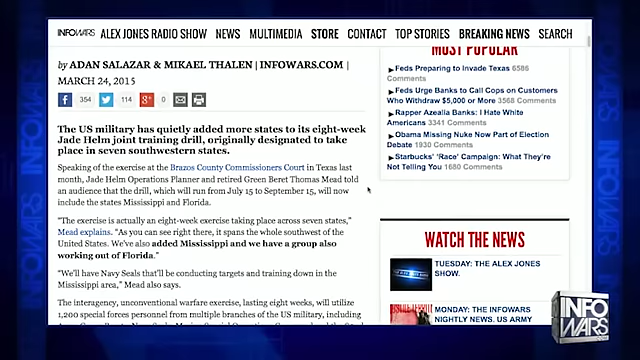 INFOWARS ALEX JONES RADIO SHOW NEWS MULTIMEDIA STORE CONTACT TOP STORIES BREAKING NEWS SEARCH
by ADAN SALAZAR & MIKAEL THALEN | INFOWARS.COM |
MARCH 24, 2015
354 114 0
The US military has quietly added more states to its eight-week
Jade Helm joint training drill, originally designated to take
place in seven southwestern states.
Speaking of the exercise at the Brazos County Commissioners Court in Texas last
month, Jade Helm Operations Planner and retired Green Beret Thomas Mead told
an audience that the drill, which will run from July 15 to September 15, will now
include the states Mississippi and Florida.
“The exercise is actually an eight-week exercise taking place across seven states,”
Mead explains. “As you can see right there, it spans the whole southwest of the
United States. We’ve also added Mississippi and we have a group also
working out of Florida.”
“We’ll have Navy Seals that’ll be conducting targets and training down in the
Mississippi area,” Mead also says.
The interagency, unconventional warfare exercise, lasting eight weeks, will utilize
1,200 special forces personnel from multiple branches of the US military, including
MOST POPULAR
Feds Preparing to Invade Texas 6586
Comments
Feds Urge Banks to Call Cops on Customers
Who Withdraw $5,000 or More 3568 Comments
Rapper Azealia Banks: I Hate White
Americans 3341 Comments
Obama Missing Nuke Now Part of Election
Debate 1930 Comments
Starbucks' 'Race' Campaign: What They're
Not Telling You 1680 Comments
WATCH THE NEWS
TUESDAY: THE ALEX JONES
SHOW.
MONDAY: THE INFOWARS
NIGHTLY NEWS. US ARMY
INFO
WARS
.COM